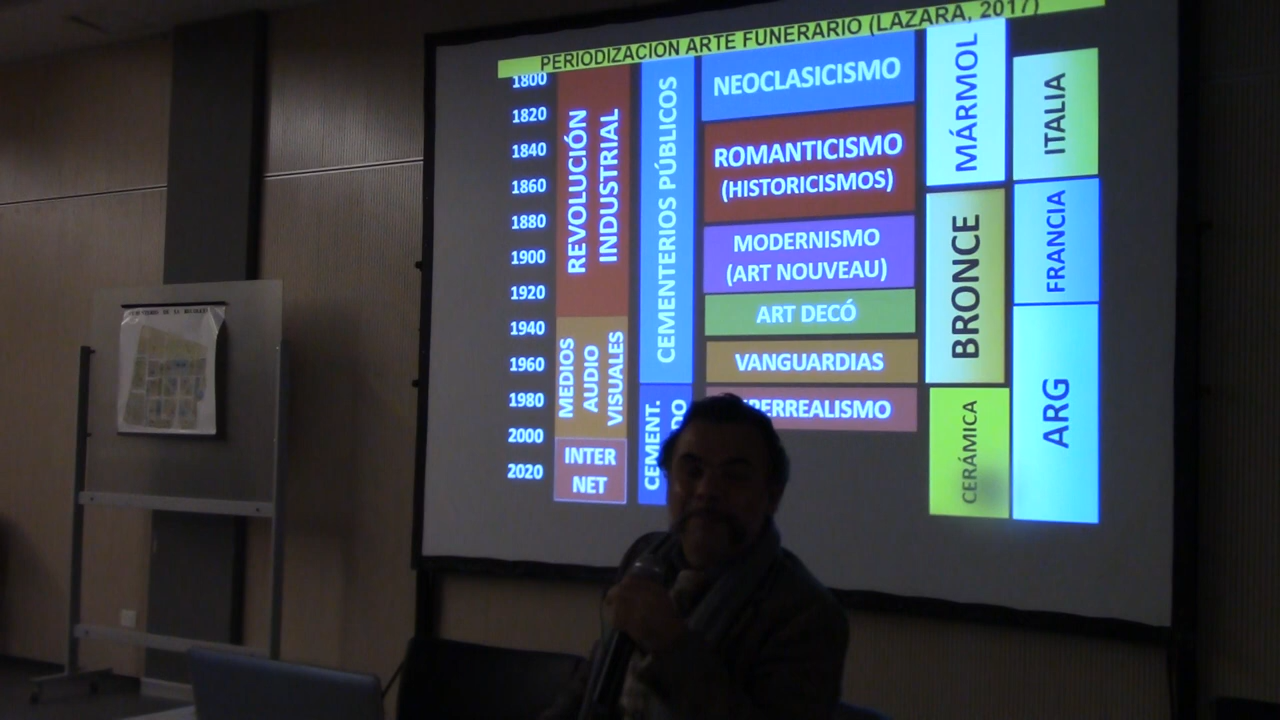 PERIODIZACION ARTE FUNERARIO (LAZARA, 2017)
1800
1820
1840
1860
1880
1900
1920
1940
1960
1980
2000
2020
REVOLUCIÓN
INDUSTRIAL
MEDIOS
AUDIO
VISUALES
INTER
NET
CEMENTERIOS PÚBLICOS
CEMENT.
NEOCLASICISMO
ROMANTICISMO
(HISTORICISMOS)
MODERNISMO
(ART NOUVEAU)
ART DECÓ
VANGUARDIAS
PERREALISMO
MÁRMOL
BRONCE
CERÁMICA
ITALIA
FRANCIA
ARG